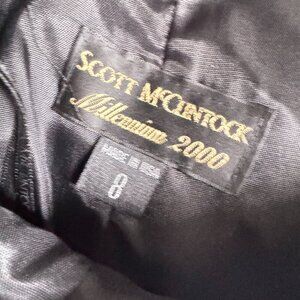 SCOTT McCLINTOCK
Millennium 2000
MADE IN USA
8